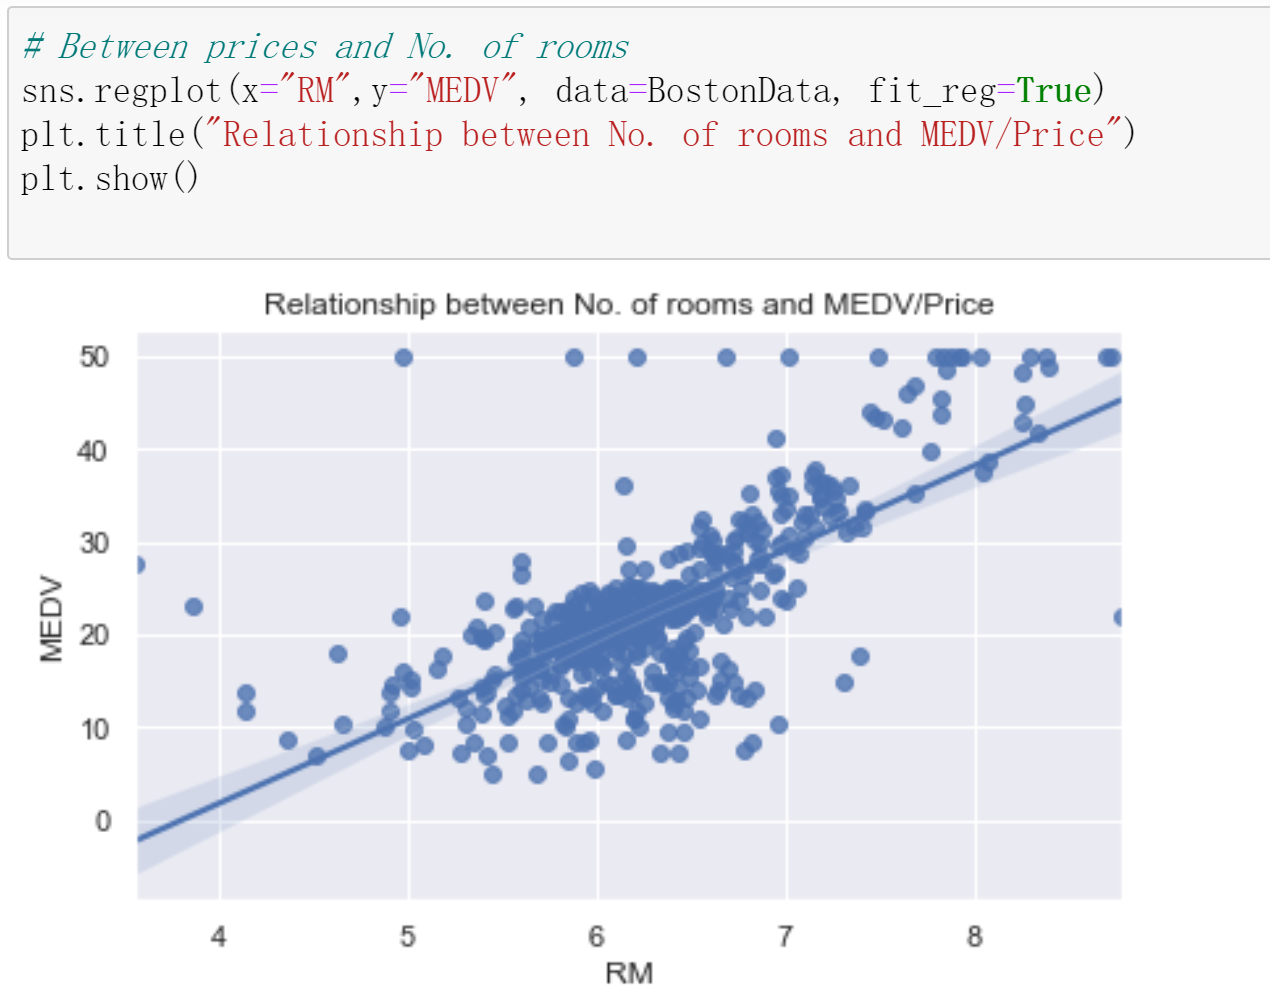 # Between prices and No. of rooms
sns.regplot(x="RM",y="MEDV", data=BostonData, fit_reg=True)
plt.title("Relationship between No. of rooms and MEDV/Price")
plt.show()
Relationship between No. of rooms and MEDV/Price
50
40
30
20
10
0
MEDV
4 5 6 7 8
RM